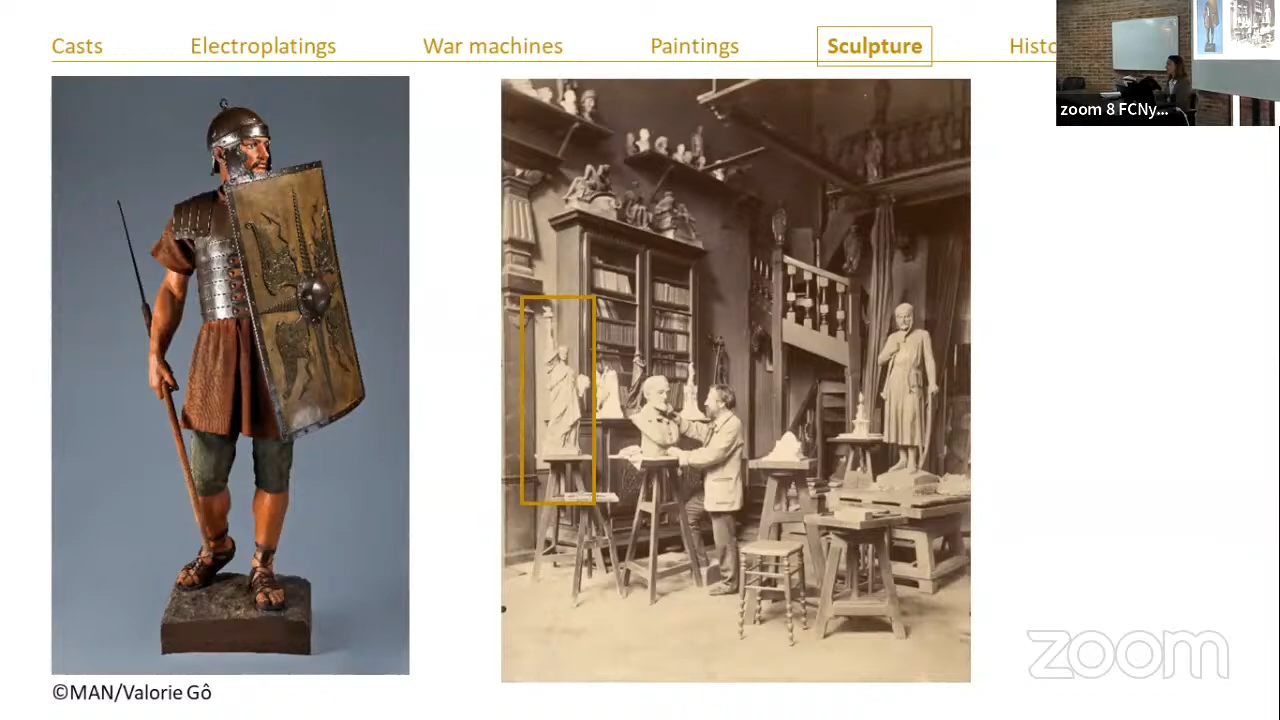 Casts Electroplatings War machines Paintings Sculpture Histo
zoom 8 FCNy...
©MAN/Valorie Gô
zoom